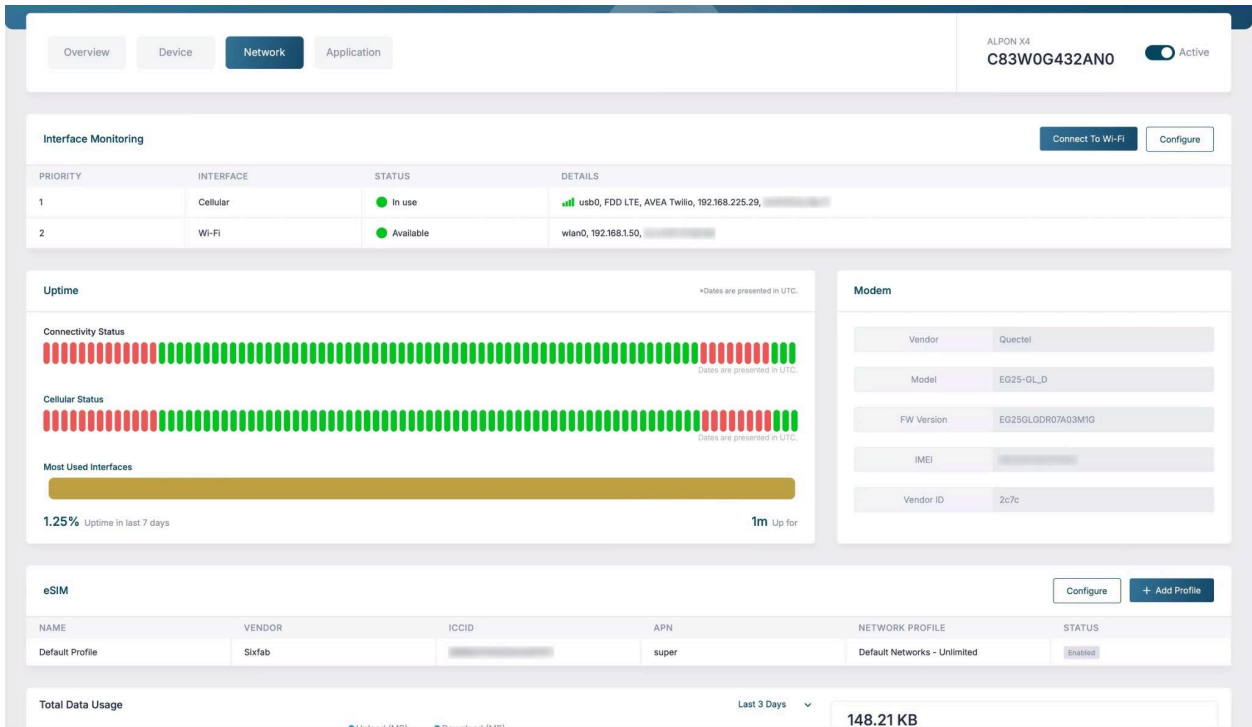 Overview Device Network Application
ALPON X4
C83W0G432AN0
Active
Interface Monitoring
Connect To Wi-Fi Configure
PRIORITY INTERFACE STATUS DETAILS
1 Cellular In use usb0, FDD LTE, AVEA Twilio, 192.168.225.29,
2 Wi-Fi Available wlan0, 192.168.1.50,
Uptime
*Dates are presented in UTC.
Connectivity Status
Dates are presented in UTC.
Cellular Status
Dates are presented in UTC.
Most Used Interfaces
1.25% Uptime in last 7 days
1m Up for
Modem
Vendor Quectel
Model EG25-GL_D
FW Version EG25GLGDR07A03M1G
IMEI
Vendor ID 2c7c
eSIM
Configure + Add Profile
NAME VENDOR ICCID APN NETWORK PROFILE STATUS
Default Profile Sixfab super Default Networks - Unlimited Enabled
Total Data Usage
Last 3 Days
Upload (MB) Download (MB)
148.21 KB